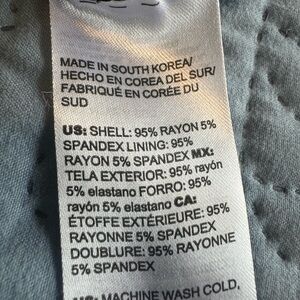 MADE IN SOUTH KOREA/
HECHO EN COREA DEL SUR/
FABRIQUÉ EN CORÉE DU
SUD
US: SHELL: 95% RAYON 5%
SPANDEX LINING: 95%
RAYON 5% SPANDEX MX:
TELA EXTERIOR: 95% rayón
5% elastano FORRO: 95%
rayón 5% elastano CA:
ÉTOFFE EXTÉRIEURE: 95%
RAYONNE 5% SPANDEX
DOUBLURE: 95% RAYONNE
5% SPANDEX
US: MACHINE WASH COLD,